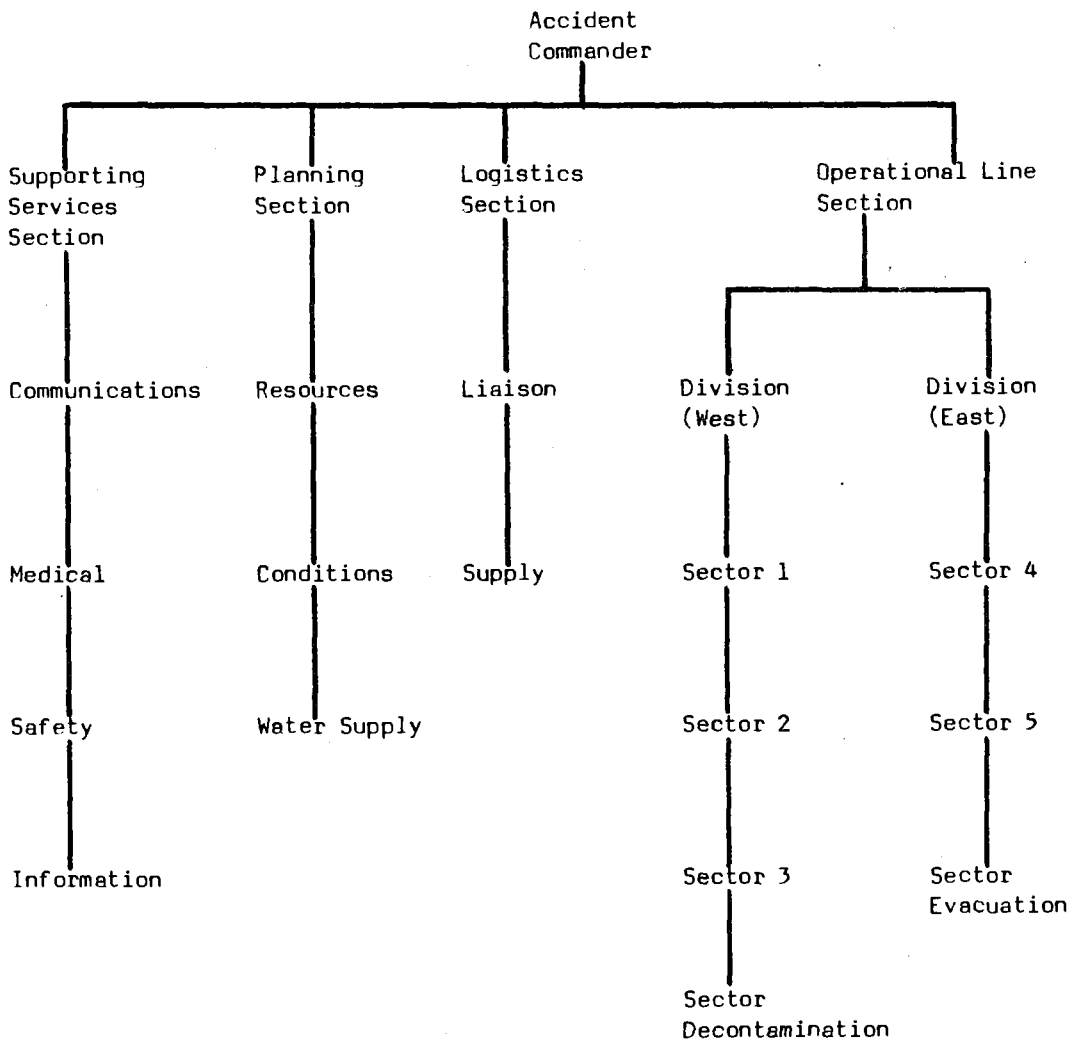 Accident
Commander
Supporting
Services
Section
Planning
Section
Logistics
Section
Operational Line
Section
Communications
Resources
Liaison
Division
(West)
Division
(East)
Medical
Conditions
Supply
Sector 1
Sector 4
Safety
Water Supply
Sector 2
Sector 5
Information
Sector 3
Sector
Evacuation
Sector
Decontamination